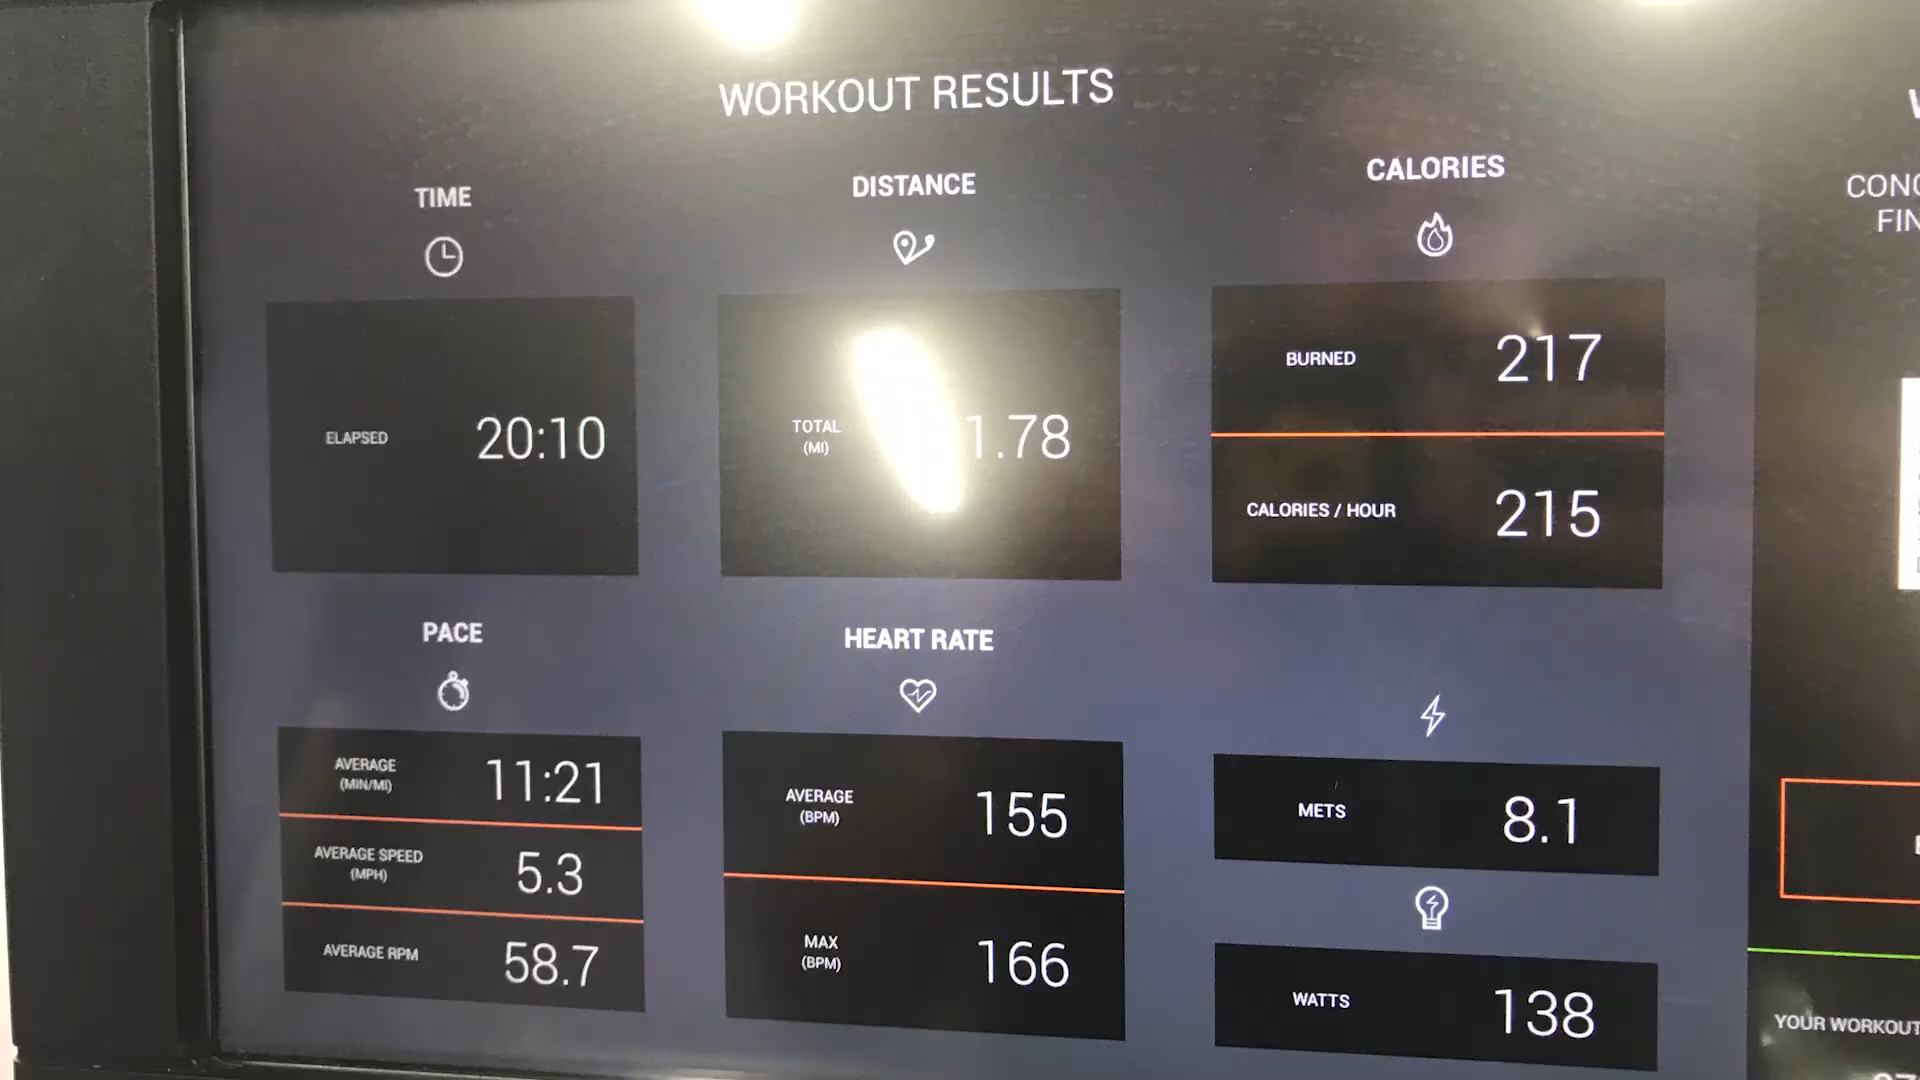 WORKOUT RESULTS
TIME
ELAPSED 20:10
DISTANCE
TOTAL
(MI)
1.78
CALORIES
BURNED 217
CALORIES / HOUR 215
PACE
AVERAGE
(MIN/MI)
11:21
AVERAGE SPEED
(MPH)
5.3
AVERAGE RPM 58.7
HEART RATE
AVERAGE
(BPM)
155
MAX
(BPM)
166
METS 8.1
WATTS 138
YOUR WORKOUT